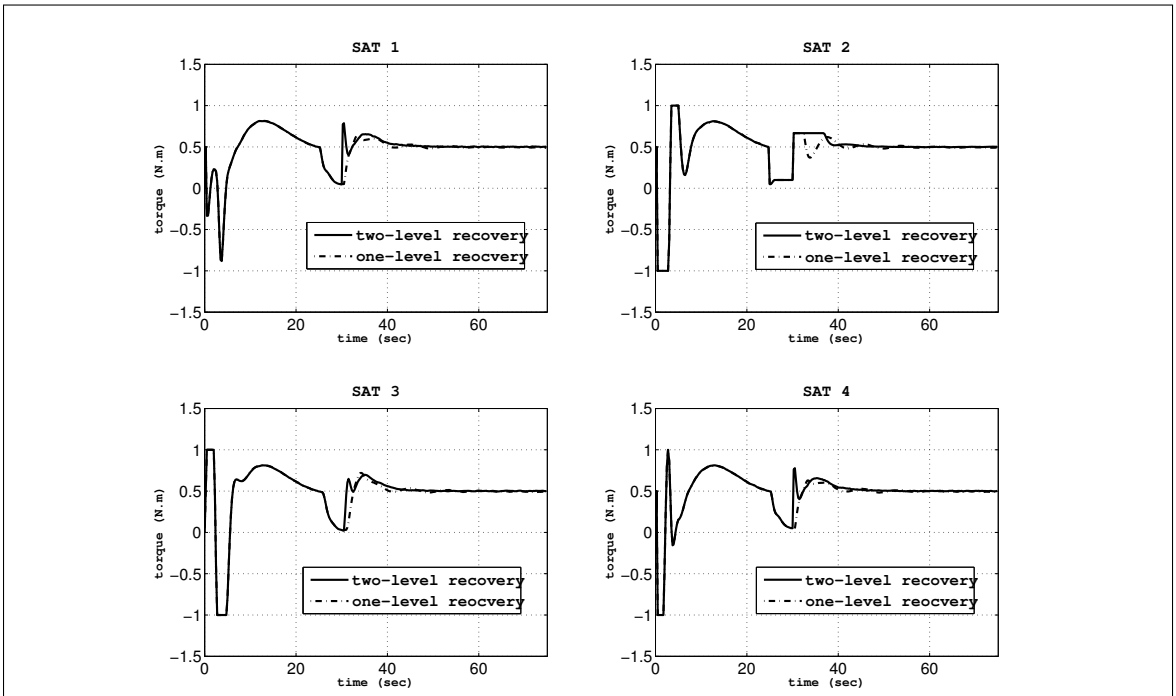 SAT 1
1.5
1
0.5
0
−0.5
−1
−1.5
torque (N.m)
two-level recovery
one-level reocvery
0 20 40 60
time (sec)
SAT 2
1.5
1
0.5
0
−0.5
−1
−1.5
torque (N.m)
two-level recovery
one-level reocvery
0 20 40 60
time (sec)
SAT 3
1.5
1
0.5
0
−0.5
−1
−1.5
torque (N.m)
two-level recovery
one-level reocvery
0 20 40 60
time (sec)
SAT 4
1.5
1
0.5
0
−0.5
−1
−1.5
torque (N.m)
two-level recovery
one-level reocvery
0 20 40 60
time (sec)